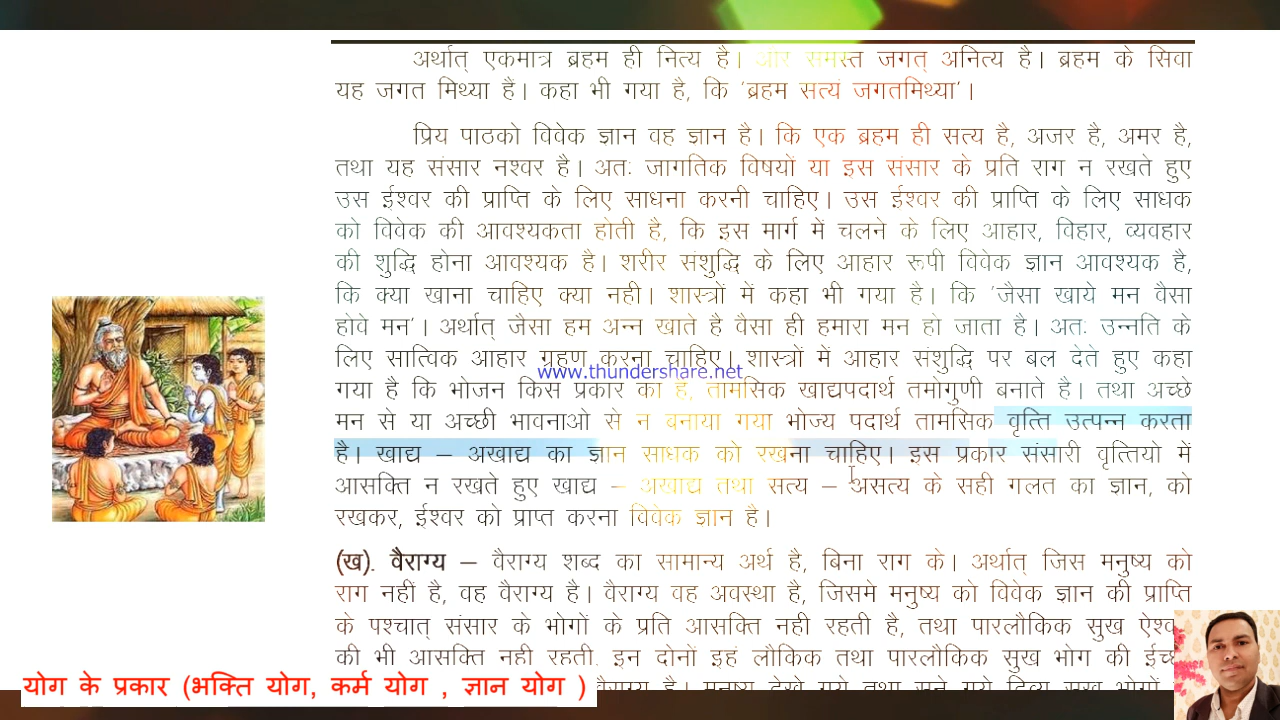 अर्थात् एकमात्र ब्रहम ही नित्य है। और समस्त जगत् अनित्य है। ब्रहम के सिवा
यह जगत मिथ्या है। कहा भी गया है, कि 'ब्रहम सत्यं जगतमिथ्या'।
प्रिय पाठको विवेक ज्ञान वह ज्ञान है। कि एक ब्रहम ही सत्य है, अजर है, अमर है,
तथा यह संसार नश्वर है। अतः जागतिक विषयों या इस संसार के प्रति राग न रखते हुए
उस ईश्वर की प्राप्ति के लिए साधना करनी चाहिए। उस ईश्वर की प्राप्ति के लिए साधक
को विवेक की आवश्यकता होती है, कि इस मार्ग में चलने के लिए आहार, विहार, व्यवहार
की शुद्धि होना आवश्यक है। शरीर संशुद्धि के लिए आहार रूपी विवेक ज्ञान आवश्यक है,
कि क्या खाना चाहिए क्या नही। शास्त्रों में कहा भी गया है। कि 'जैसा खाये मन वैसा
होवे मन'। अर्थात् जैसा हम अन्न खाते है वैसा ही हमारा मन हो जाता है। अतः उन्नति के
लिए सात्विक आहार ग्रहण करना चाहिए। शास्त्रों में आहार संशुद्धि पर बल देते हुए कहा
www.thundershare.net
गया है कि भोजन किस प्रकार का है, तामसिक खाद्यपदार्थ तमोगुणी बनाते है। तथा अच्छे
मन से या अच्छी भावनाओ से न बनाया गया भोज्य पदार्थ तामसिक वृत्ति उत्पन्न करता
है। खाद्य – अखाद्य का ज्ञान साधक को रखना चाहिए। इस प्रकार संसारी वृत्तियो में
आसक्ति न रखते हुए खाद्य – अखाद्य तथा सत्य – असत्य के सही गलत का ज्ञान, को
रखकर, ईश्वर को प्राप्त करना विवेक ज्ञान है।
(ख). वैराग्य – वैराग्य शब्द का सामान्य अर्थ है, बिना राग के। अर्थात् जिस मनुष्य को
राग नहीं है, वह वैराग्य है। वैराग्य वह अवस्था है, जिसमे मनुष्य को विवेक ज्ञान की प्राप्ति
के पश्चात् संसार के भोगों के प्रति आसक्ति नही रहती है, तथा पारलौकिक सुख
की भी आसक्ति नही रहती, इन दोनों इहं लौकिक तथा पारलौकिक सुख भोग की
वैराग्य है। मनुष्य देखे गये तथा सुने गये दिव्य सुख भोगों
योग के प्रकार (भक्ति योग, कर्म योग , ज्ञान योग )